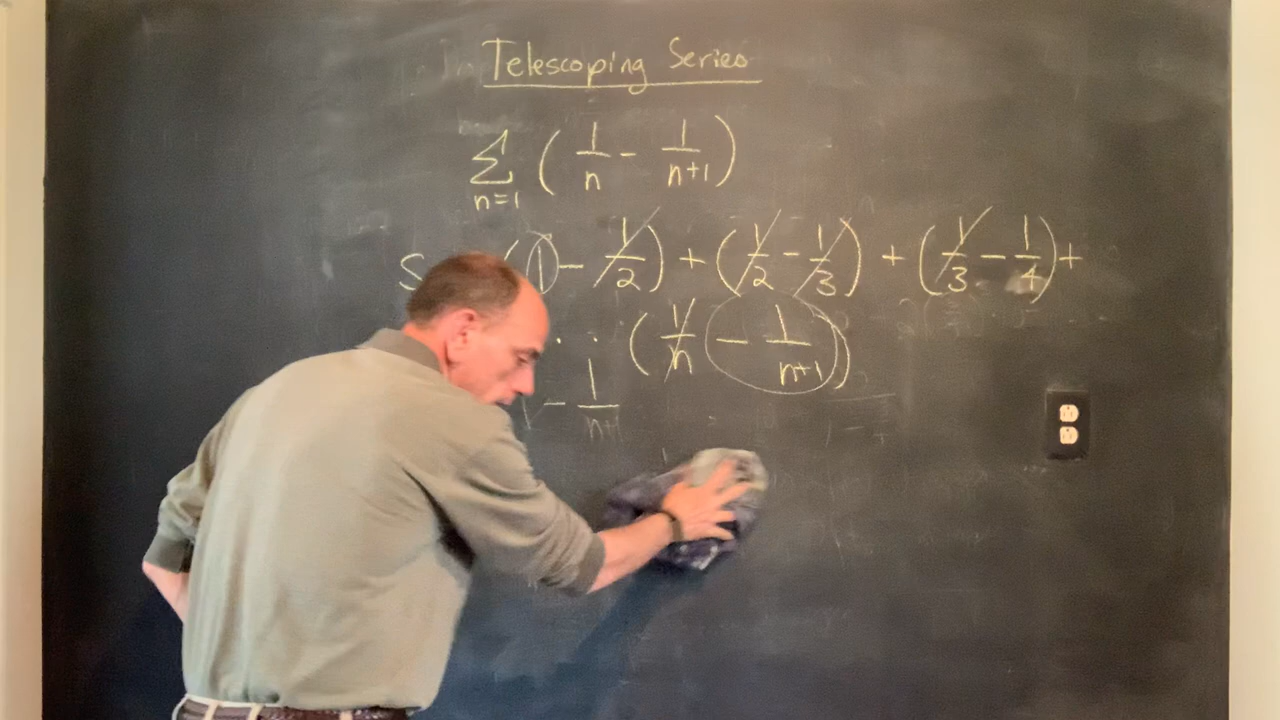 Telescoping Series
∑ n=1 ( 1/n - 1/n+1 )
S (1 - 1/2) + (1/2 - 1/3) + (1/3 - 1/4) +
· · (1/n - 1/n+1)
- 1/n+1